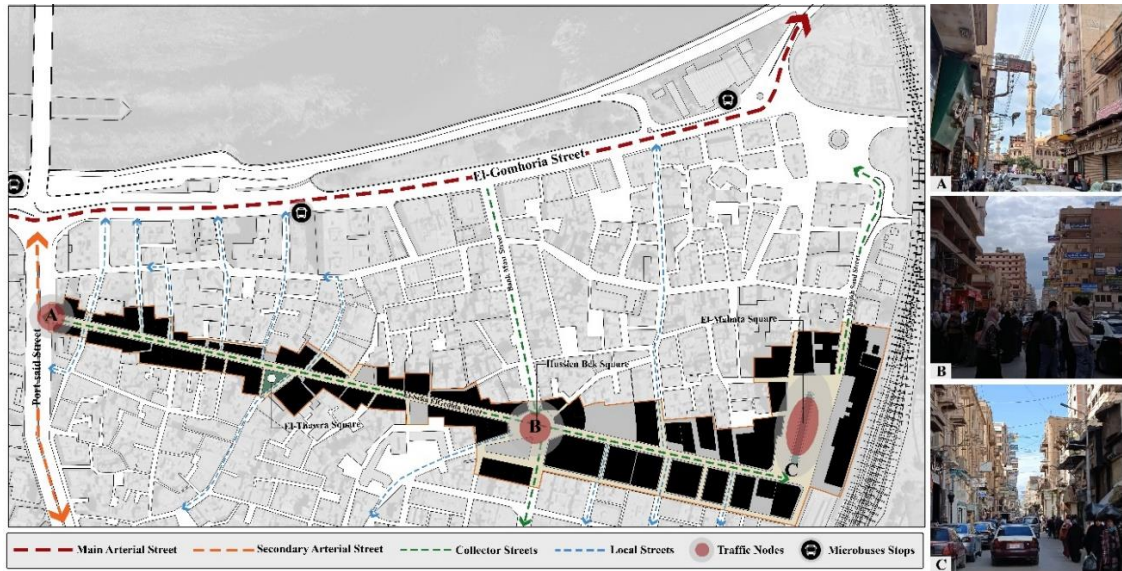 El-Gomhoria Street
A
Port-said Street
El-Thawra Square
Hussien Bek Square
B
El-Mahata Square
C
Main Arterial Street
Secondary Arterial Street
Collector Streets
Local Streets
Traffic Nodes
Microbuses Stops
A
B
C